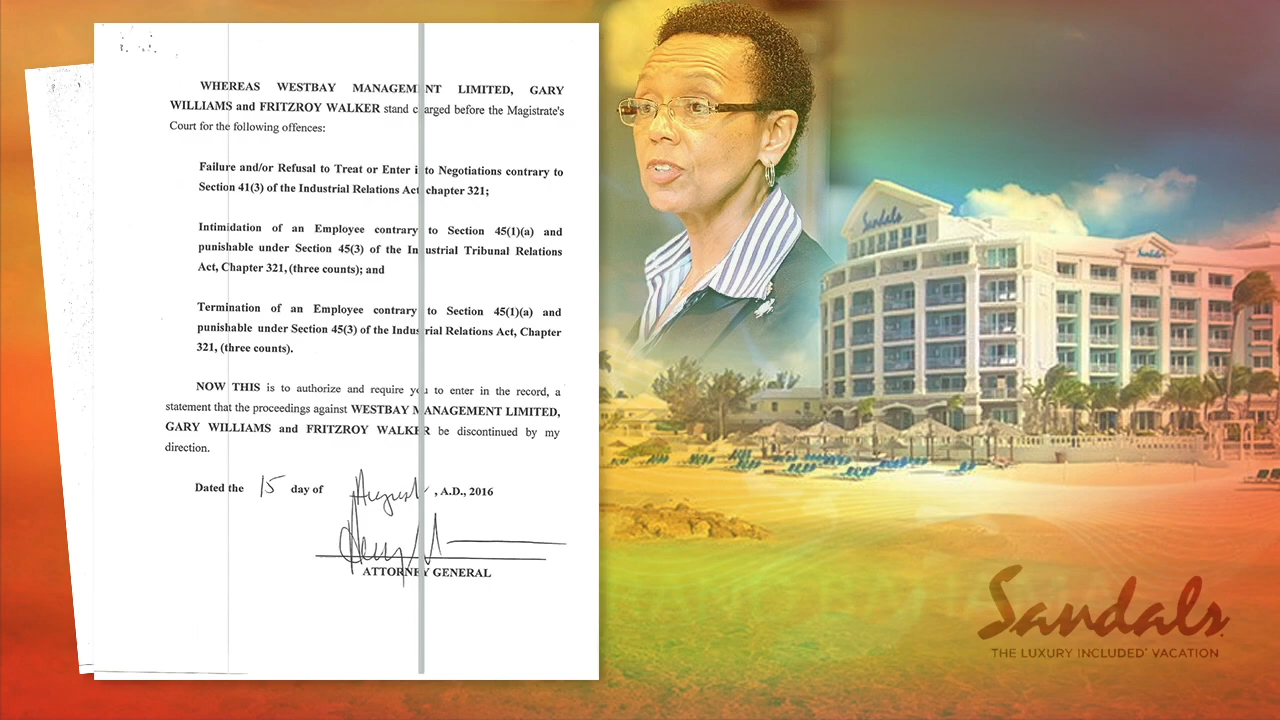 WHEREAS WESTBAY MANAGEMENT LIMITED, GARY
WILLIAMS and FRITZROY WALKER stand charged before the Magistrate's
Court for the following offences:
Failure and/or Refusal to Treat or Enter into Negotiations contrary to
Section 41(3) of the Industrial Relations Act, chapter 321;
Intimidation of an Employee contrary to Section 45(1)(a) and
punishable under Section 45(3) of the Industrial Tribunal Relations
Act, Chapter 321, (three counts); and
Termination of an Employee contrary to Section 45(1)(a) and
punishable under Section 45(3) of the Industrial Relations Act, Chapter
321, (three counts).
NOW THIS is to authorize and require you to enter in the record, a
statement that the proceedings against WESTBAY MANAGEMENT LIMITED,
GARY WILLIAMS and FRITZROY WALKER be discontinued by my
direction.
Dated the 15 day of August, A.D., 2016
ATTORNEY GENERAL
Sandals
Sandals
Sandals
THE LUXURY INCLUDED® VACATION